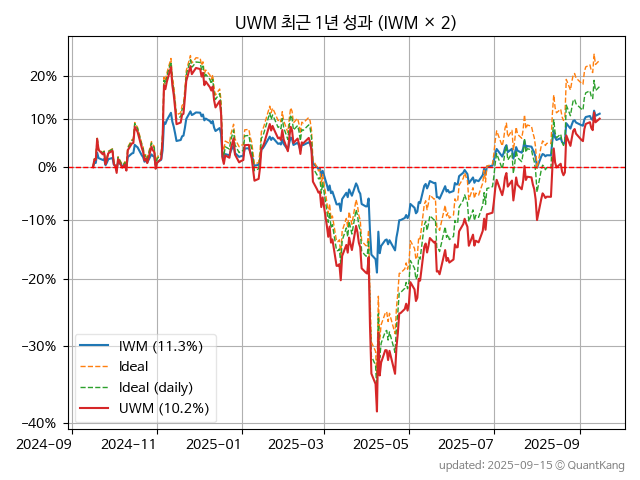 UWM 최근 1년 성과 (IWM × 2)
20%
10%
0%
−10%
−20%
−30%
−40%
IWM (11.3%)
Ideal
Ideal (daily)
UWM (10.2%)
2024-09 2024-11 2025-01 2025-03 2025-05 2025-07 2025-09
updated: 2025-09-15 © QuantKang